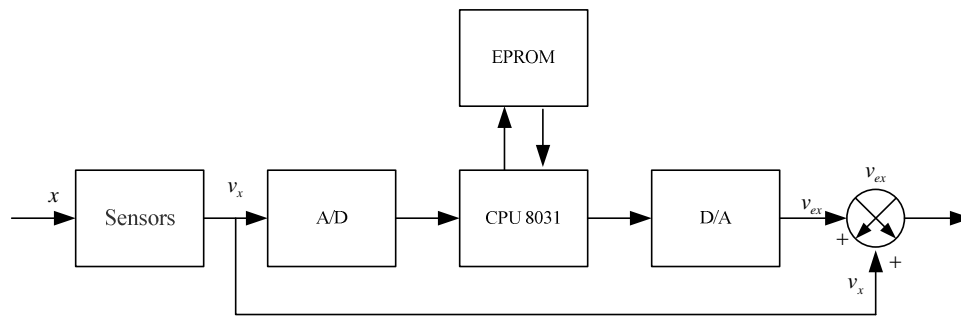 EPROM
x
Sensors
v_x
A/D
CPU 8031
D/A
v_ex
v_ex
+
+
v_x